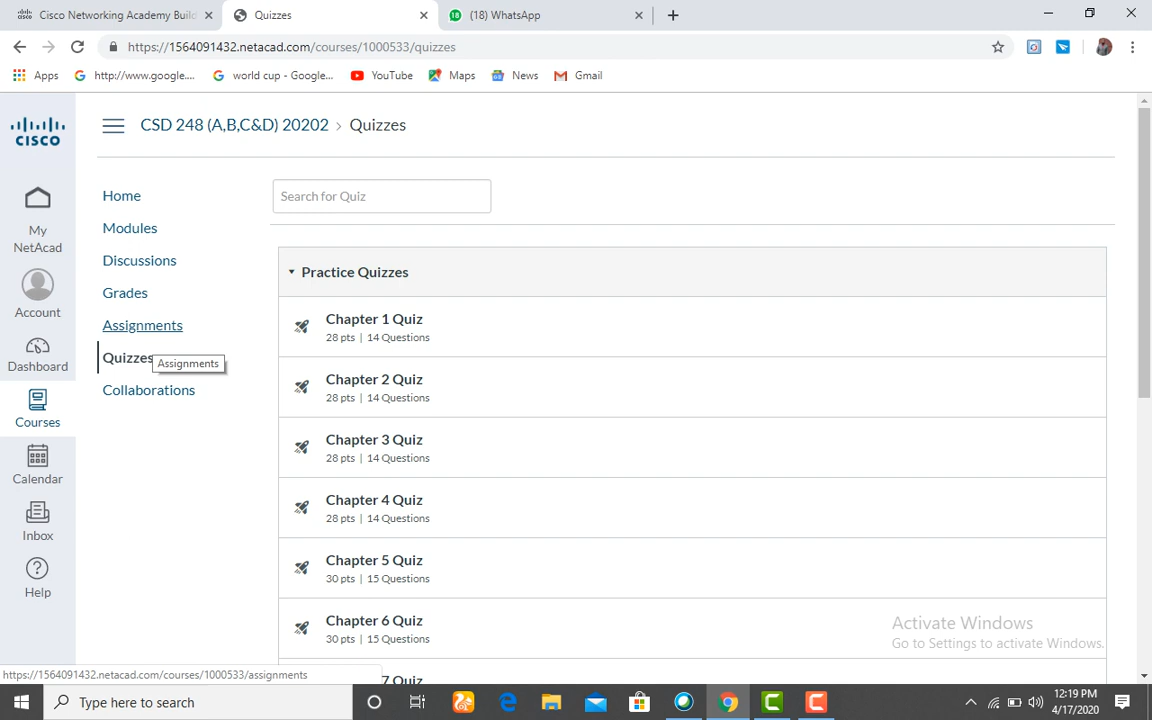 Cisco Networking Academy Build
Quizzes
(18) WhatsApp
https://1564091432.netacad.com/courses/1000533/quizzes
Apps
http://www.google...
world cup - Google...
YouTube
Maps
News
Gmail
CISCO
CSD 248 (A,B,C&D) 20202 › Quizzes
My
NetAcad
Account
Dashboard
Courses
Calendar
Inbox
Help
Home
Modules
Discussions
Grades
Assignments
Quizzes
Assignments
Collaborations
Search for Quiz
Practice Quizzes
Chapter 1 Quiz
28 pts | 14 Questions
Chapter 2 Quiz
28 pts | 14 Questions
Chapter 3 Quiz
28 pts | 14 Questions
Chapter 4 Quiz
28 pts | 14 Questions
Chapter 5 Quiz
30 pts | 15 Questions
Chapter 6 Quiz
30 pts | 15 Questions
7 Quiz
Activate Windows
Go to Settings to activate Windows.
https://1564091432.netacad.com/courses/1000533/assignments
Type here to search
12:19 PM
4/17/2020